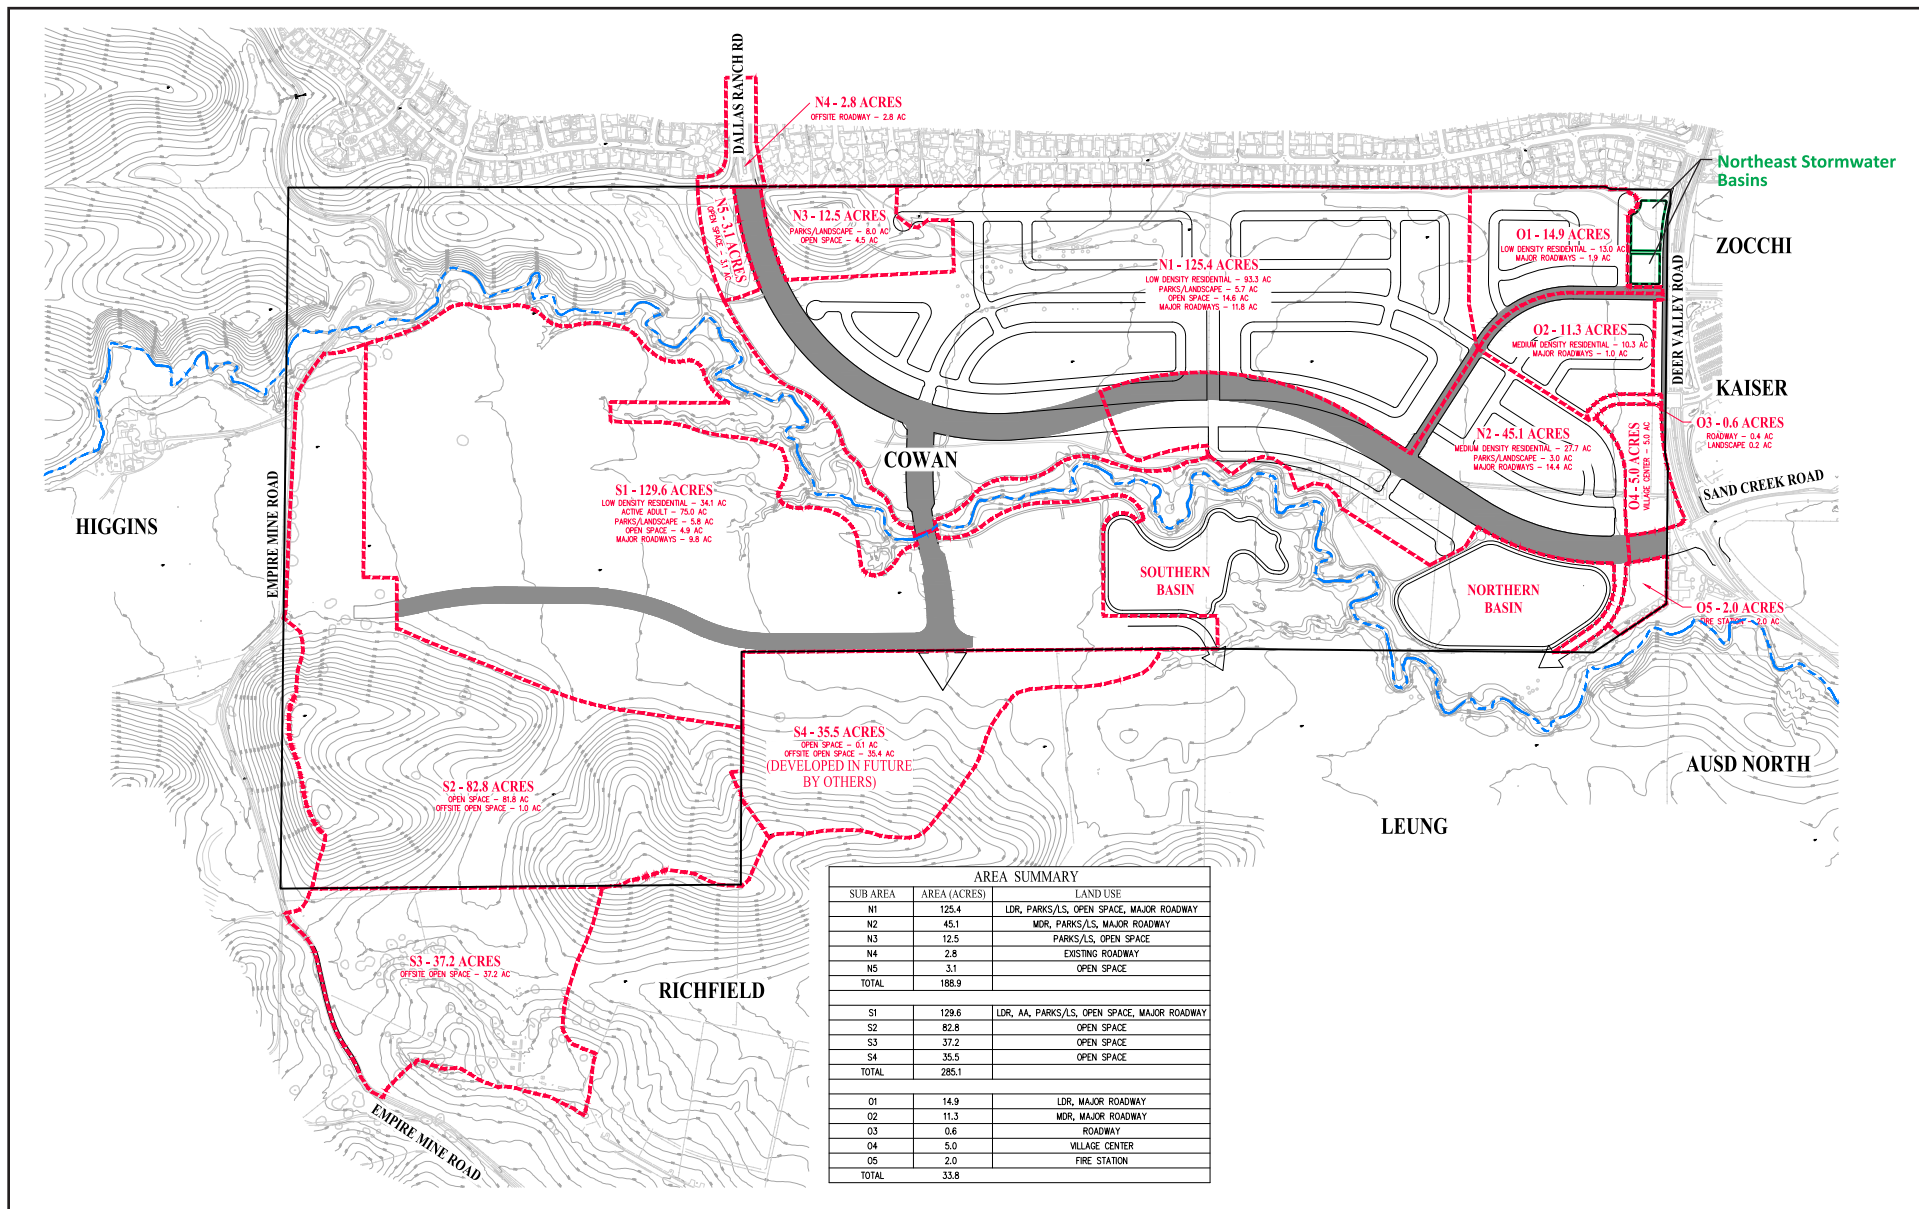 DALLAS RANCH RD
N4 - 2.8 ACRES
OFFSITE ROADWAY - 2.8 AC
Northeast Stormwater
Basins
N5 - 3.1 ACRES
OPEN SPACE - 3.1 AC
N3 - 12.5 ACRES
PARKS/LANDSCAPE - 8.0 AC
OPEN SPACE - 4.5 AC
O1 - 14.9 ACRES
LOW DENSITY RESIDENTIAL - 13.0 AC
MAJOR ROADWAYS - 1.9 AC
ZOCCHI
N1 - 125.4 ACRES
LOW DENSITY RESIDENTIAL - 93.3 AC
PARKS/LANDSCAPE - 5.7 AC
OPEN SPACE - 14.6 AC
MAJOR ROADWAYS - 11.8 AC
DEER VALLEY ROAD
O2 - 11.3 ACRES
MEDIUM DENSITY RESIDENTIAL - 10.3 AC
MAJOR ROADWAYS - 1.0 AC
KAISER
O3 - 0.6 ACRES
ROADWAY - 0.4 AC
LANDSCAPE 0.2 AC
N2 - 45.1 ACRES
MEDIUM DENSITY RESIDENTIAL - 27.7 AC
PARKS/LANDSCAPE - 3.0 AC
MAJOR ROADWAYS - 14.4 AC
O4 - 5.0 ACRES
VILLAGE CENTER - 5.0 AC
COWAN
SAND CREEK ROAD
S1 - 129.6 ACRES
LOW DENSITY RESIDENTIAL - 34.1 AC
ACTIVE ADULT - 75.0 AC
PARKS/LANDSCAPE - 5.8 AC
OPEN SPACE - 4.9 AC
MAJOR ROADWAYS - 9.8 AC
HIGGINS
EMPIRE MINE ROAD
SOUTHERN
BASIN
NORTHERN
BASIN
O5 - 2.0 ACRES
FIRE STATION - 2.0 AC
S4 - 35.5 ACRES
OPEN SPACE - 0.1 AC
OFFSITE OPEN SPACE - 35.4 AC
(DEVELOPED IN FUTURE
BY OTHERS)
AUSD NORTH
S2 - 82.8 ACRES
OPEN SPACE - 81.8 AC
OFFSITE OPEN SPACE - 1.0 AC
LEUNG
S3 - 37.2 ACRES
OFFSITE OPEN SPACE - 37.2 AC
RICHFIELD
EMPIRE MINE ROAD
AREA SUMMARY
SUB AREA AREA (ACRES) LAND USE
N1 125.4 LDR, PARKS/LS, OPEN SPACE, MAJOR ROADWAY
N2 45.1 MDR, PARKS/LS, MAJOR ROADWAY
N3 12.5 PARKS/LS, OPEN SPACE
N4 2.8 EXISTING ROADWAY
N5 3.1 OPEN SPACE
TOTAL 188.9
S1 129.6 LDR, AA, PARKS/LS, OPEN SPACE, MAJOR ROADWAY
S2 82.8 OPEN SPACE
S3 37.2 OPEN SPACE
S4 35.5 OPEN SPACE
TOTAL 285.1
O1 14.9 LDR, MAJOR ROADWAY
O2 11.3 MDR, MAJOR ROADWAY
O3 0.6 ROADWAY
O4 5.0 VILLAGE CENTER
O5 2.0 FIRE STATION
TOTAL 33.8